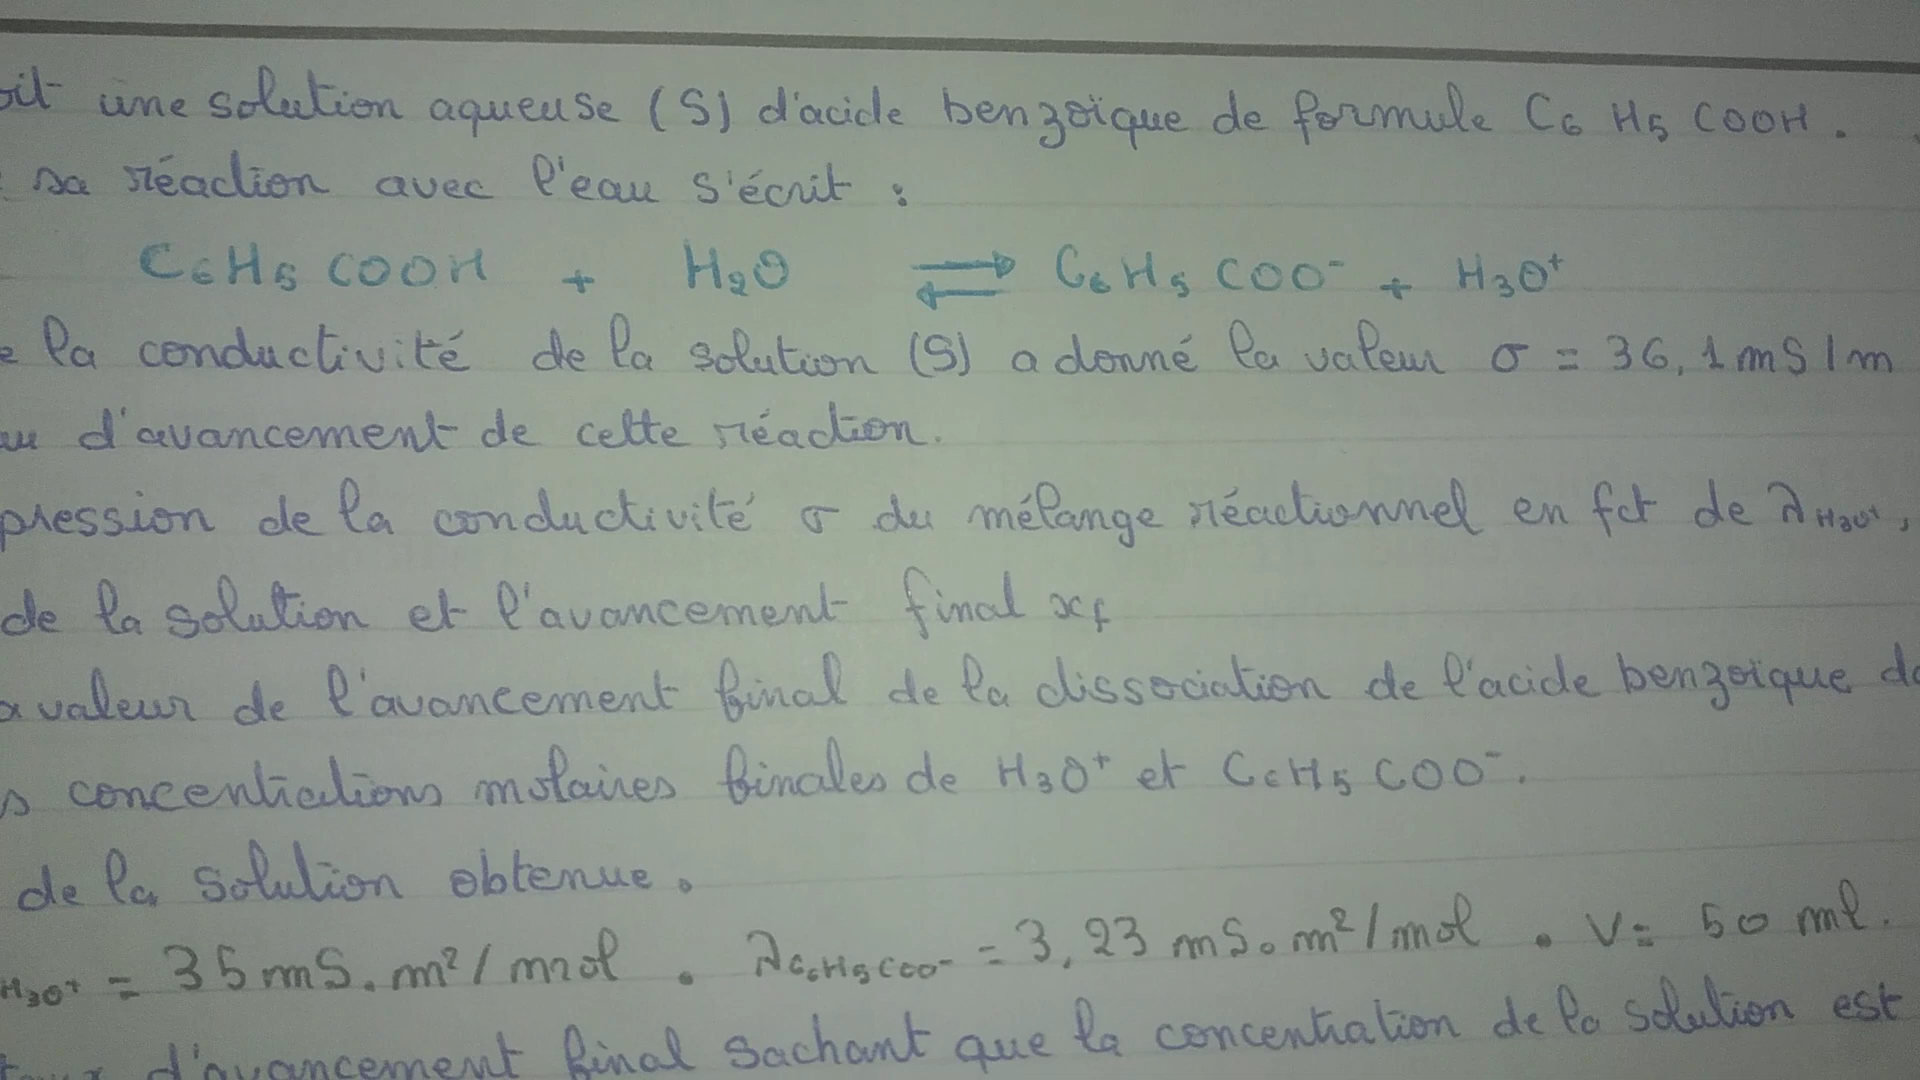 oit une solution aqueuse (S) d'acide benzoïque de formule C6 H5 COOH.
: sa réaction avec l'eau s'écrit :
C6H5 COOH + H2O ⇌ C6H5 COO- + H3O+
e la conductivité de la solution (S) a donné la valeur σ = 36,1 mS/m
au d'avancement de cette réaction.
pression de la conductivité σ du mélange réactionnel en fct de λH3O+,
de la solution et l'avancement final xf
a valeur de l'avancement final de la dissociation de l'acide benzoïque da
s concentrations molaires finales de H3O+ et C6H5 COO-.
de la solution obtenue.
H3O+ = 35 mS.m²/mol . λC6H5COO- = 3,23 mS.m²/mol . V= 50 ml.
taux d'avancement final sachant que la concentration de la solution est